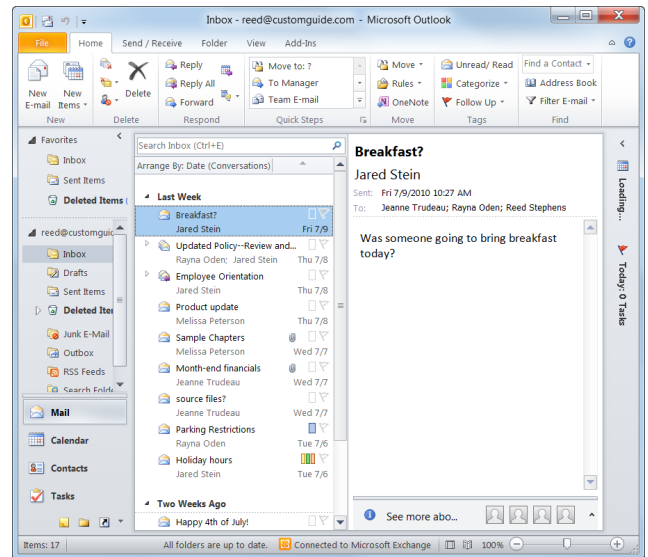 Inbox - reed@customguide.com - Microsoft Outlook
File Home Send / Receive Folder View Add-Ins
New E-mail
New Items
Delete
Reply
Reply All
Forward
Move to: ?
To Manager
Team E-mail
Move
Rules
OneNote
Unread/ Read
Categorize
Follow Up
Find a Contact
Address Book
Filter E-mail
New Delete Respond Quick Steps Move Tags Find
Favorites
Inbox
Sent Items
Deleted Items (
reed@customguid
Inbox
Drafts
Sent Items
Deleted Iter
Junk E-Mail
Outbox
RSS Feeds
Search Folde
Mail
Calendar
Contacts
Tasks
Search Inbox (Ctrl+E)
Arrange By: Date (Conversations)
Last Week
Breakfast?
Jared Stein Fri 7/9
Updated Policy--Review and...
Rayna Oden; Jared Stein Thu 7/8
Employee Orientation
Jared Stein Thu 7/8
Product update
Melissa Peterson Thu 7/8
Sample Chapters
Melissa Peterson Wed 7/7
Month-end financials
Jeanne Trudeau Wed 7/7
source files?
Jeanne Trudeau Wed 7/7
Parking Restrictions
Rayna Oden Tue 7/6
Holiday hours
Jared Stein Tue 7/6
Two Weeks Ago
Happy 4th of July!
Breakfast?
Jared Stein
Sent: Fri 7/9/2010 10:27 AM
To: Jeanne Trudeau; Rayna Oden; Reed Stephens
Was someone going to bring breakfast
today?
See more abo...
Loading...
Today: 0 Tasks
Items: 17 All folders are up to date. Connected to Microsoft Exchange 100%